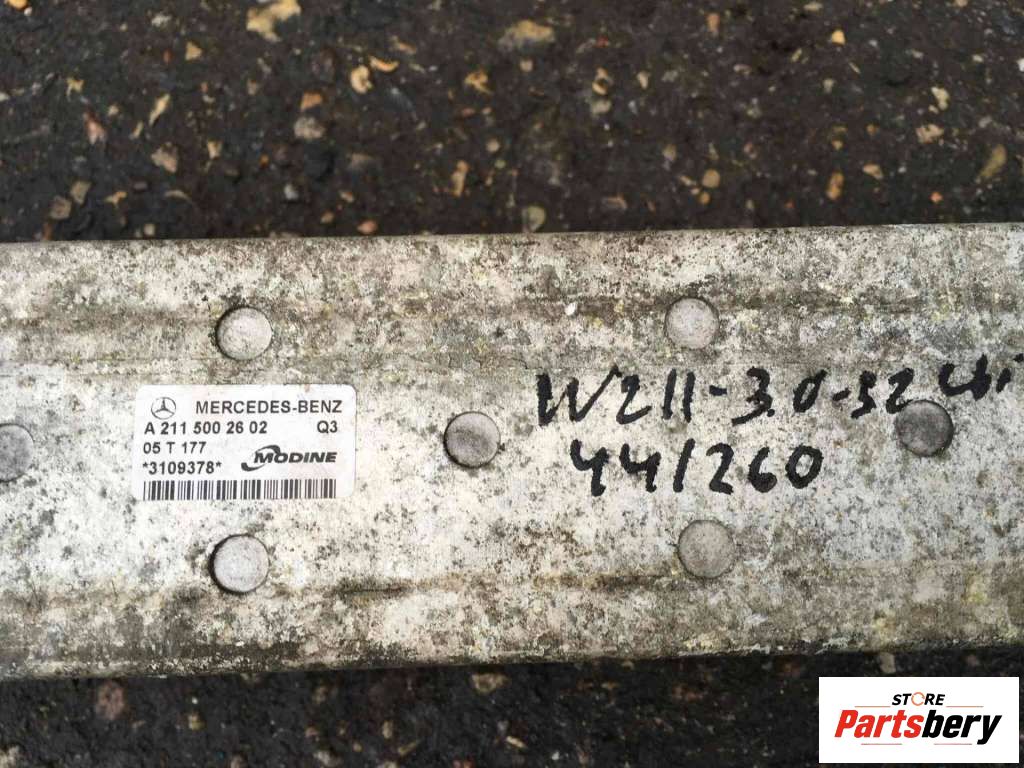 MERCEDES-BENZ
A 211 500 26 02 Q3
05 T 177
*3109378* MODINE
W211-3.0-32 cdi
44/260
STORE
Partsbery